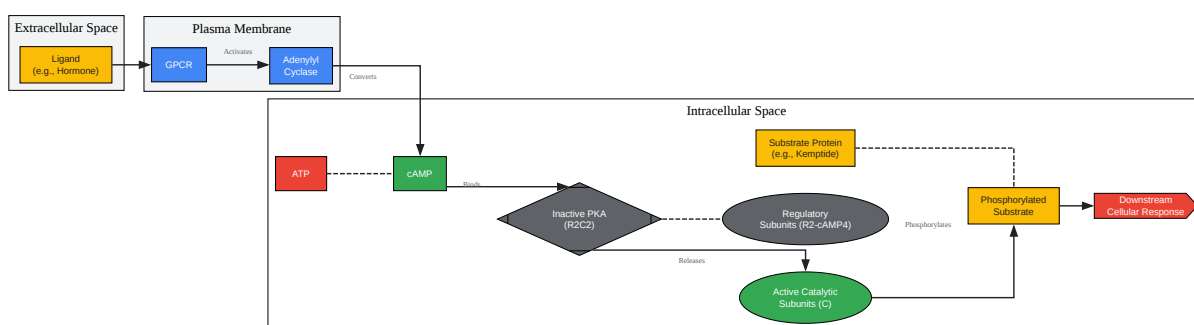 Extracellular Space
Plasma Membrane
Ligand
(e.g., Hormone)
GPCR
Activates
Adenylyl
Cyclase
Converts
Intracellular Space
Substrate Protein
(e.g., Kemptide)
ATP
cAMP
Binds
Inactive PKA
(R2C2)
Regulatory
Subunits (R2-cAMP4)
Phosphorylates
Phosphorylated
Substrate
Downstream
Cellular Response
Releases
Active Catalytic
Subunits (C)